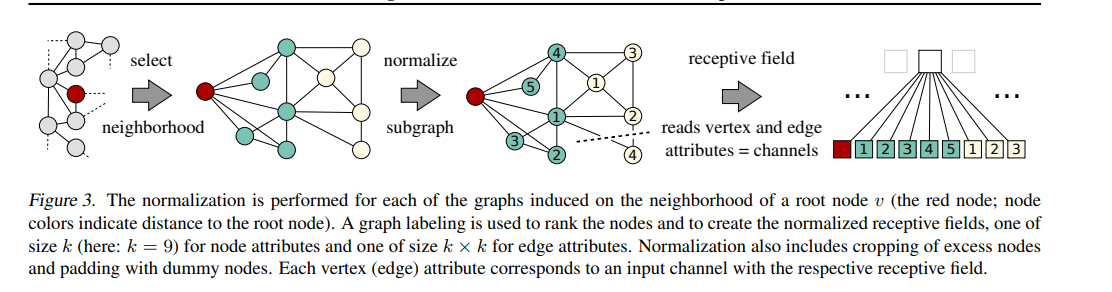 select
neighborhood
normalize
subgraph
4
3
5
1
1
2
3
2
4
receptive field
reads vertex and edge
attributes = channels
... ...
1 2 3 4 5 1 2 3
Figure 3. The normalization is performed for each of the graphs induced on the neighborhood of a root node v (the red node; node
colors indicate distance to the root node). A graph labeling is used to rank the nodes and to create the normalized receptive fields, one of
size k (here: k = 9) for node attributes and one of size k × k for edge attributes. Normalization also includes cropping of excess nodes
and padding with dummy nodes. Each vertex (edge) attribute corresponds to an input channel with the respective receptive field.